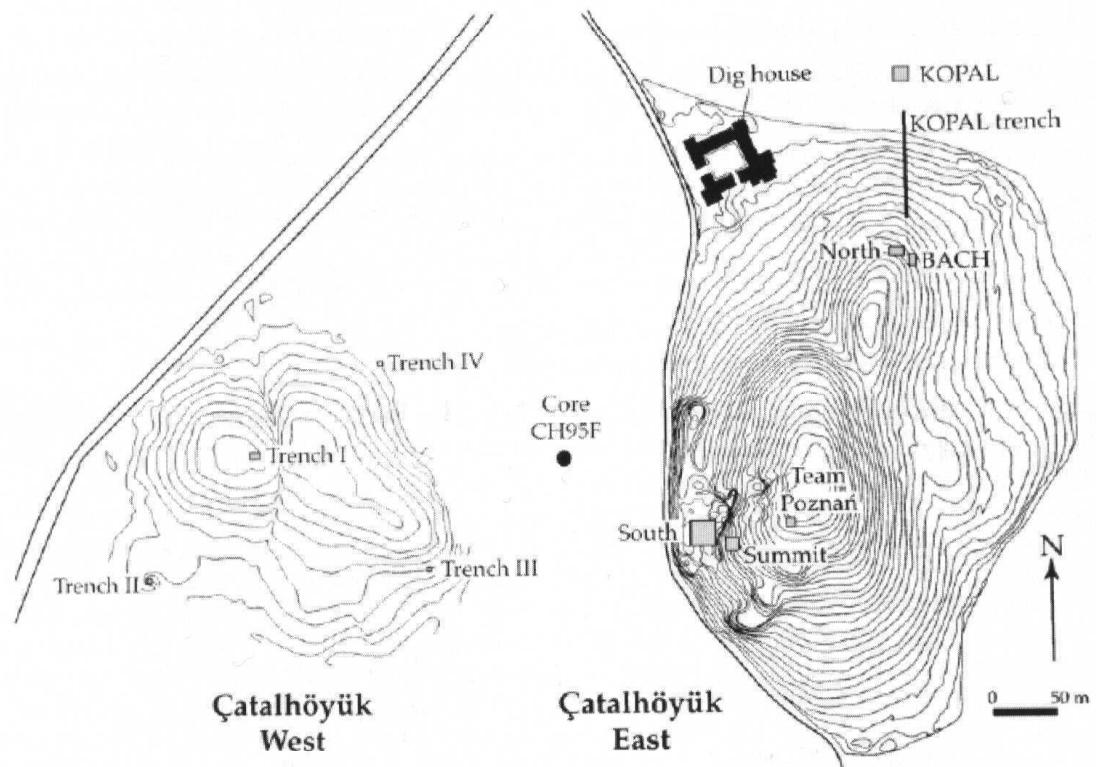 Dig house
KOPAL
KOPAL trench
North
BACH
Trench IV
Core
CH95F
Trench I
Team
Poznań
South
Summit
Trench II
Trench III
N
0 50 m
Çatalhöyük
West
Çatalhöyük
East